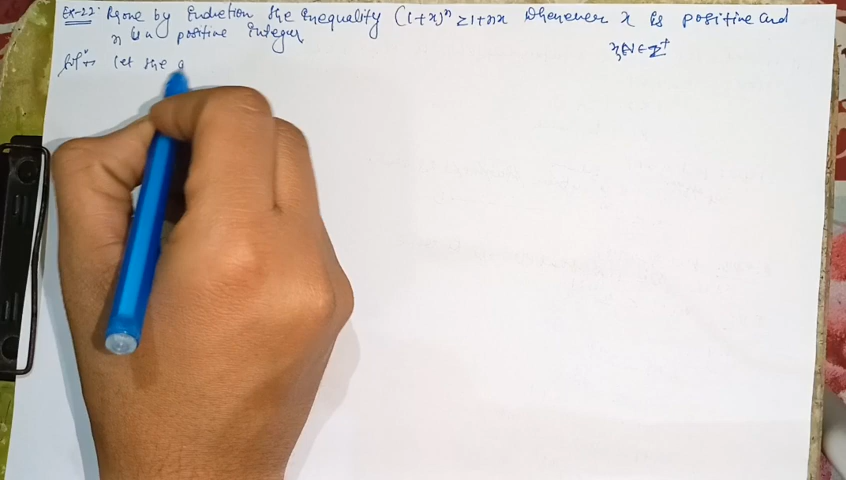 Ex-22: Prove by Induction the Inequality (1+x)ⁿ ≥ 1+nx Whenever x is positive and
n is a positive Integer
x, n ∈ Z⁺
Solⁿ:- Let the